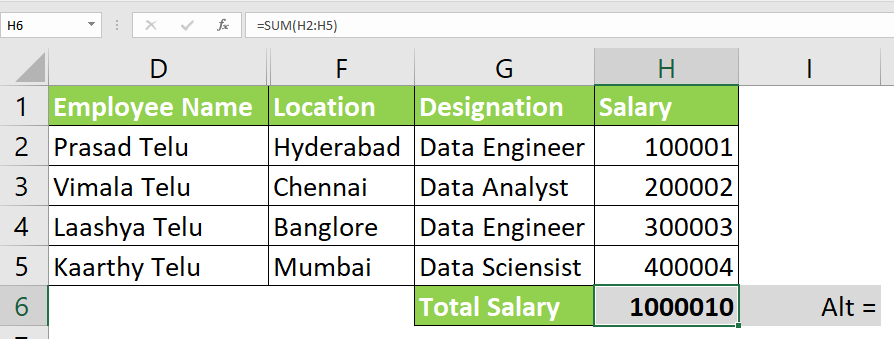 H6 fx =SUM(H2:H5)
D F G H I
1 Employee Name Location Designation Salary
2 Prasad Telu Hyderabad Data Engineer 100001
3 Vimala Telu Chennai Data Analyst 200002
4 Laashya Telu Banglore Data Engineer 300003
5 Kaarthy Telu Mumbai Data Sciensist 400004
6 Total Salary 1000010 Alt =